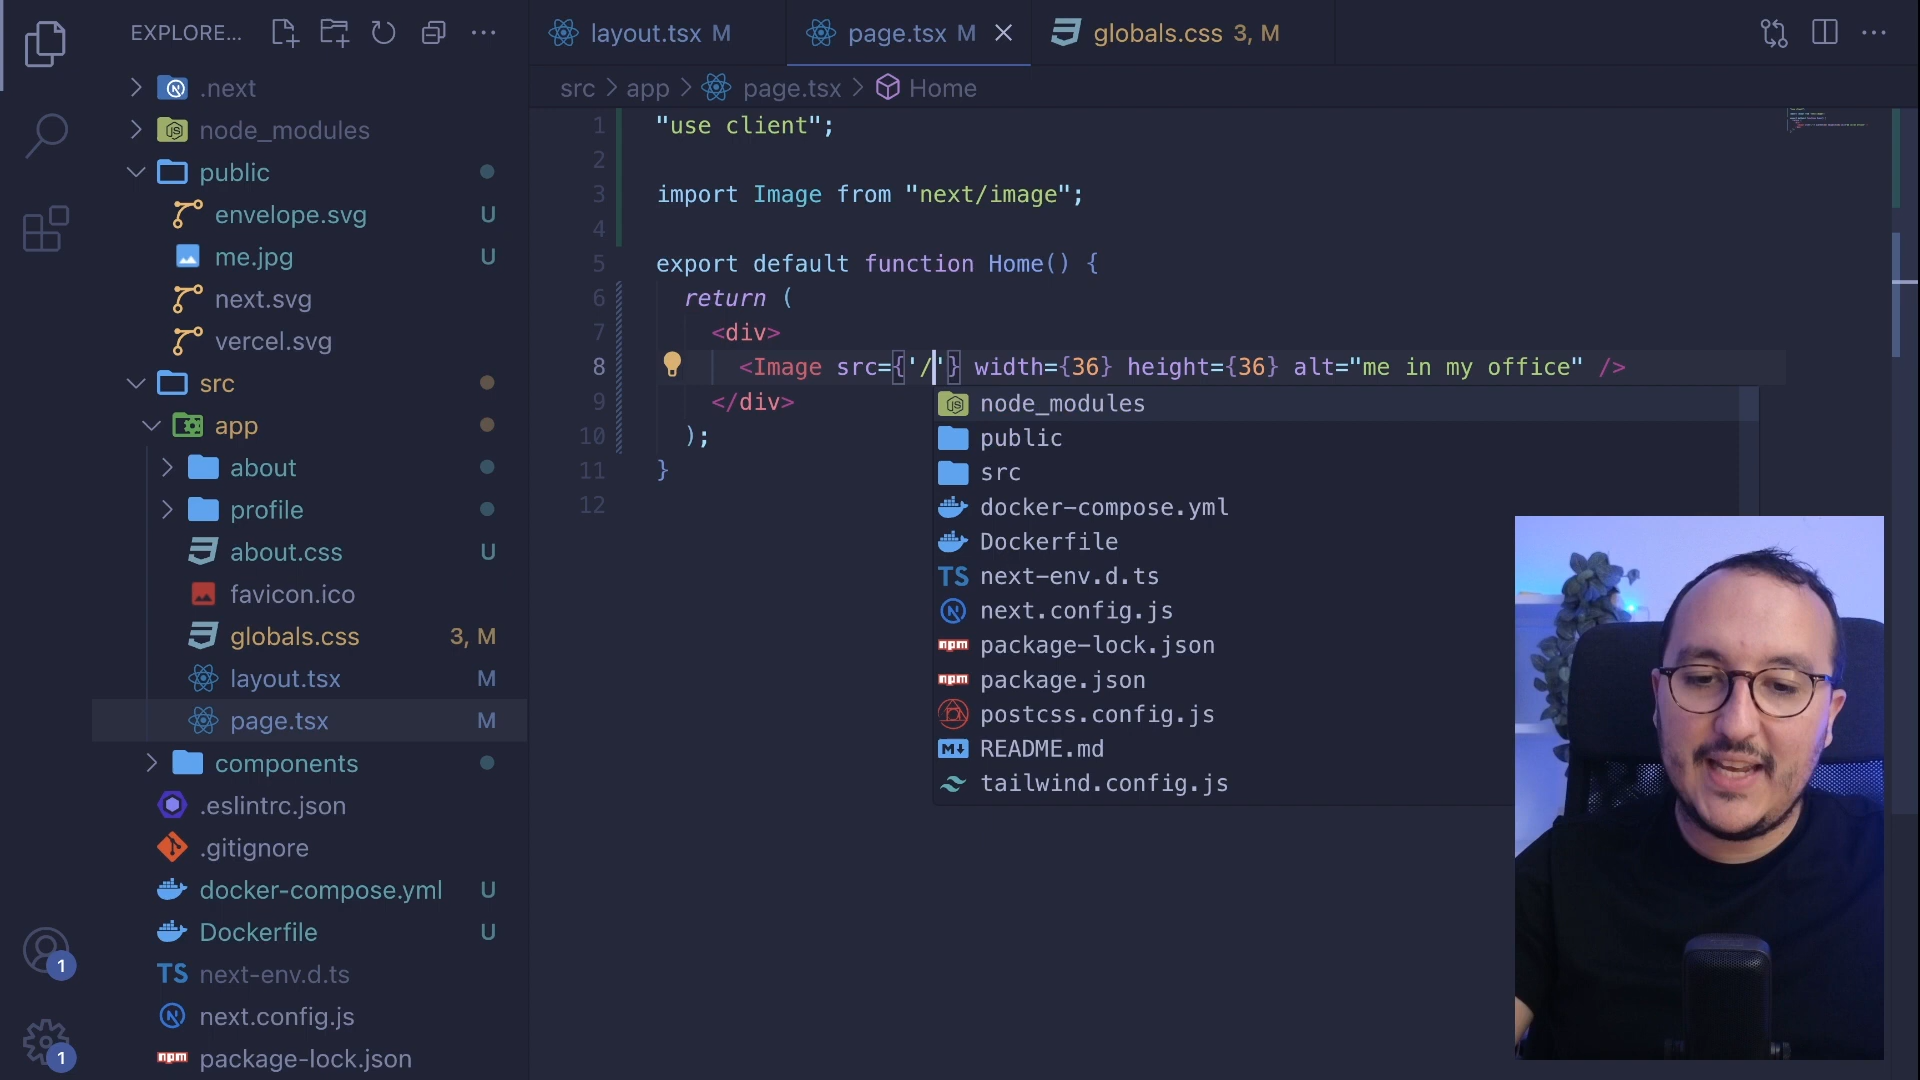 EXPLORE...
.next
node_modules
public
envelope.svg U
me.jpg U
next.svg
vercel.svg
src
app
about
profile
about.css U
favicon.ico
globals.css 3, M
layout.tsx M
page.tsx M
components
.eslintrc.json
.gitignore
docker-compose.yml U
Dockerfile U
TS next-env.d.ts
next.config.js
npm package-lock.json
1
1
layout.tsx M
page.tsx M
globals.css 3, M
src > app > page.tsx > Home
1 "use client";
2
3 import Image from "next/image";
4
5 export default function Home() {
6 return (
7 <div>
8 <Image src={'/'} width={36} height={36} alt="me in my office" />
9 </div>
10 );
11 }
12
node_modules
public
src
docker-compose.yml
Dockerfile
TS next-env.d.ts
next.config.js
npm package-lock.json
npm package.json
postcss.config.js
M↓ README.md
tailwind.config.js